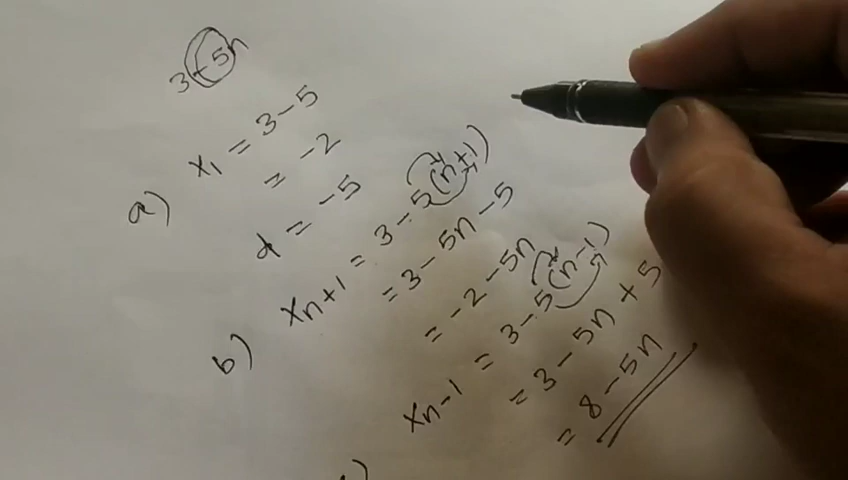 3 - 5n
a) x₁ = 3 - 5
= -2
d = -5
b) xₙ₊₁ = 3 - 5(n+1)
= 3 - 5n - 5
= -2 - 5n
xₙ₋₁ = 3 - 5(n-1)
= 3 - 5n + 5
= 8 - 5n